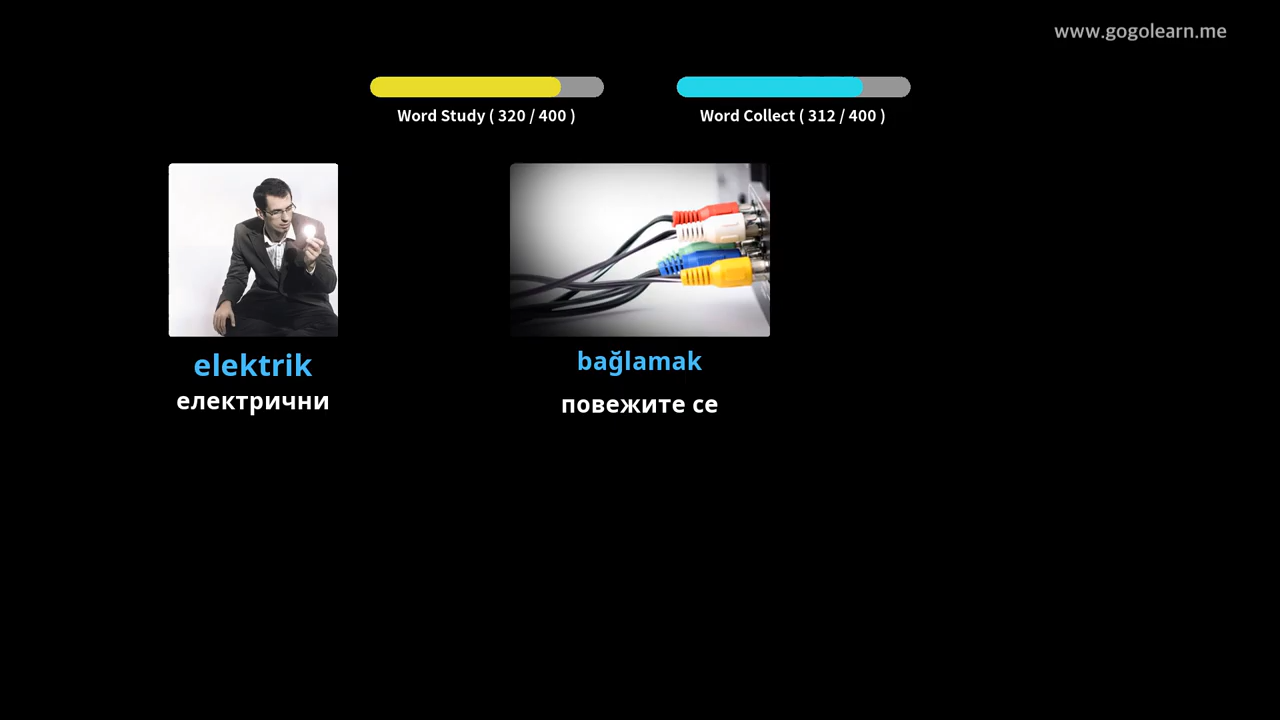 www.gogolearn.me
Word Study ( 320 / 400 )
Word Collect ( 312 / 400 )
elektrik
електрични
bağlamak
повежите се